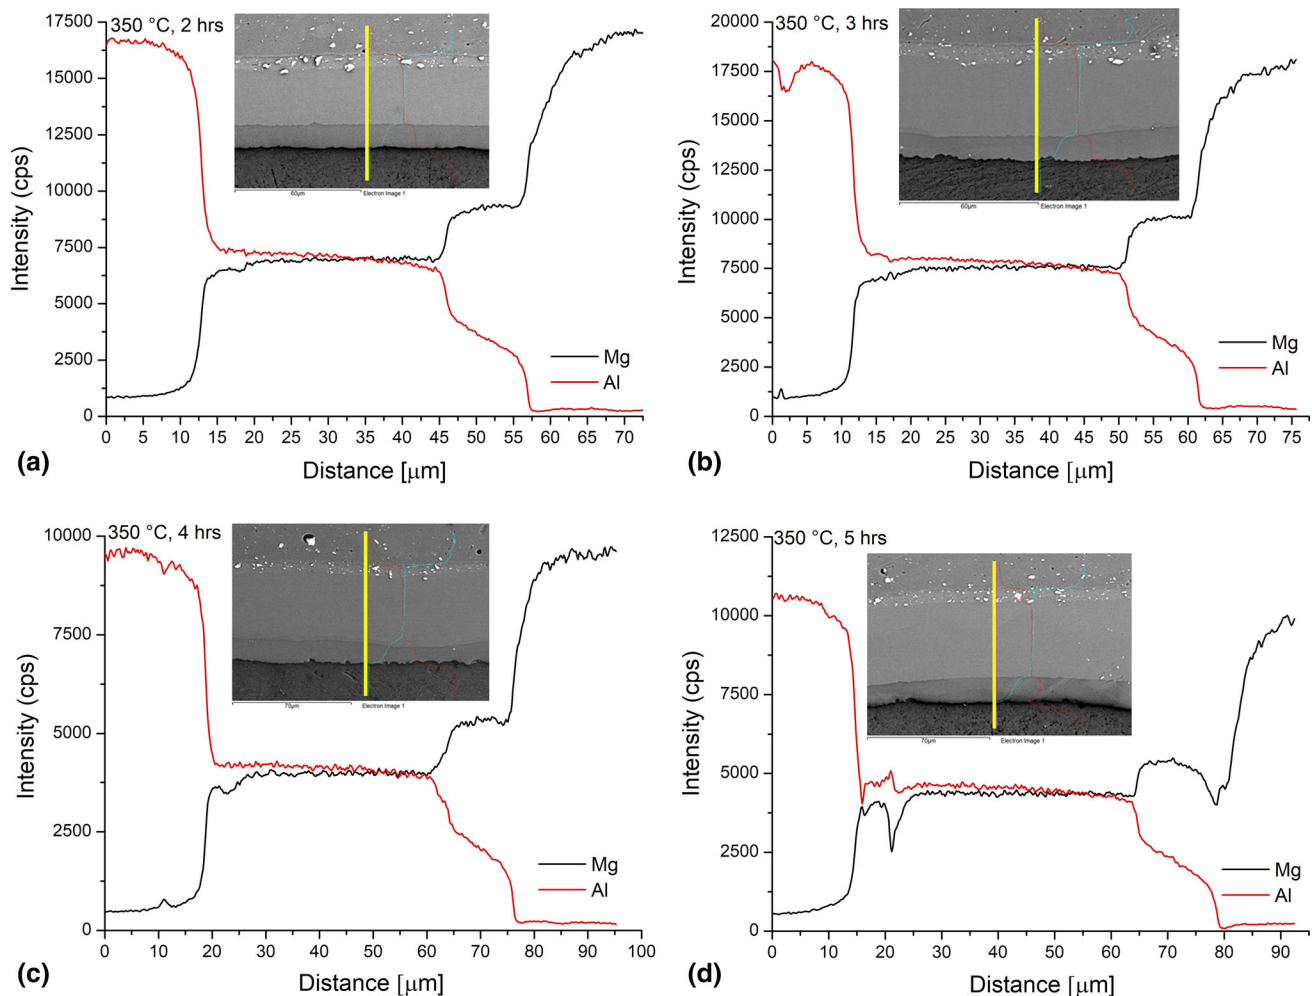 350 °C, 2 hrs
17500
15000
12500
10000
7500
5000
2500
0
Intensity (cps)
60μm
Electron Image 1
Mg
Al
0 5 10 15 20 25 30 35 40 45 50 55 60 65 70
Distance [μm]
(a)
350 °C, 3 hrs
20000
17500
15000
12500
10000
7500
5000
2500
0
Intensity (cps)
60μm
Electron Image 1
Mg
Al
0 5 10 15 20 25 30 35 40 45 50 55 60 65 70 75
Distance [μm]
(b)
350 °C, 4 hrs
10000
7500
5000
2500
0
Intensity (cps)
70μm
Electron Image 1
Mg
Al
0 10 20 30 40 50 60 70 80 90 100
Distance [μm]
(c)
350 °C, 5 hrs
12500
10000
7500
5000
2500
0
Intensity (cps)
70μm
Electron Image 1
Mg
Al
0 10 20 30 40 50 60 70 80 90
Distance [μm]
(d)